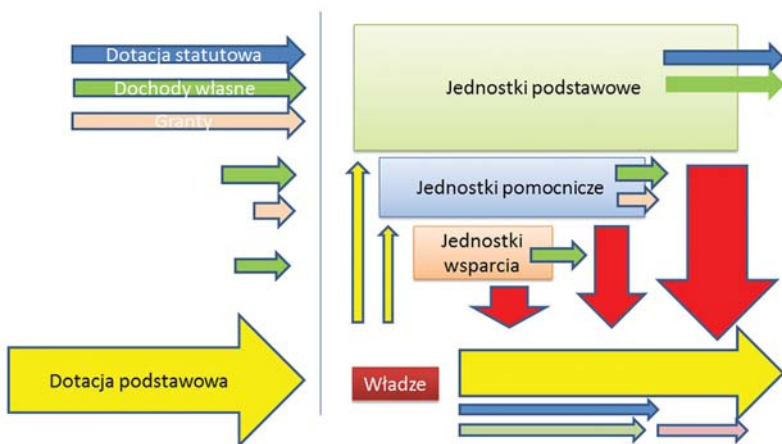 Dotacja statutowa
Dochody własne
Granty
Jednostki podstawowe
Jednostki pomocnicze
Jednostki
wsparcia
Dotacja podstawowa
Władze